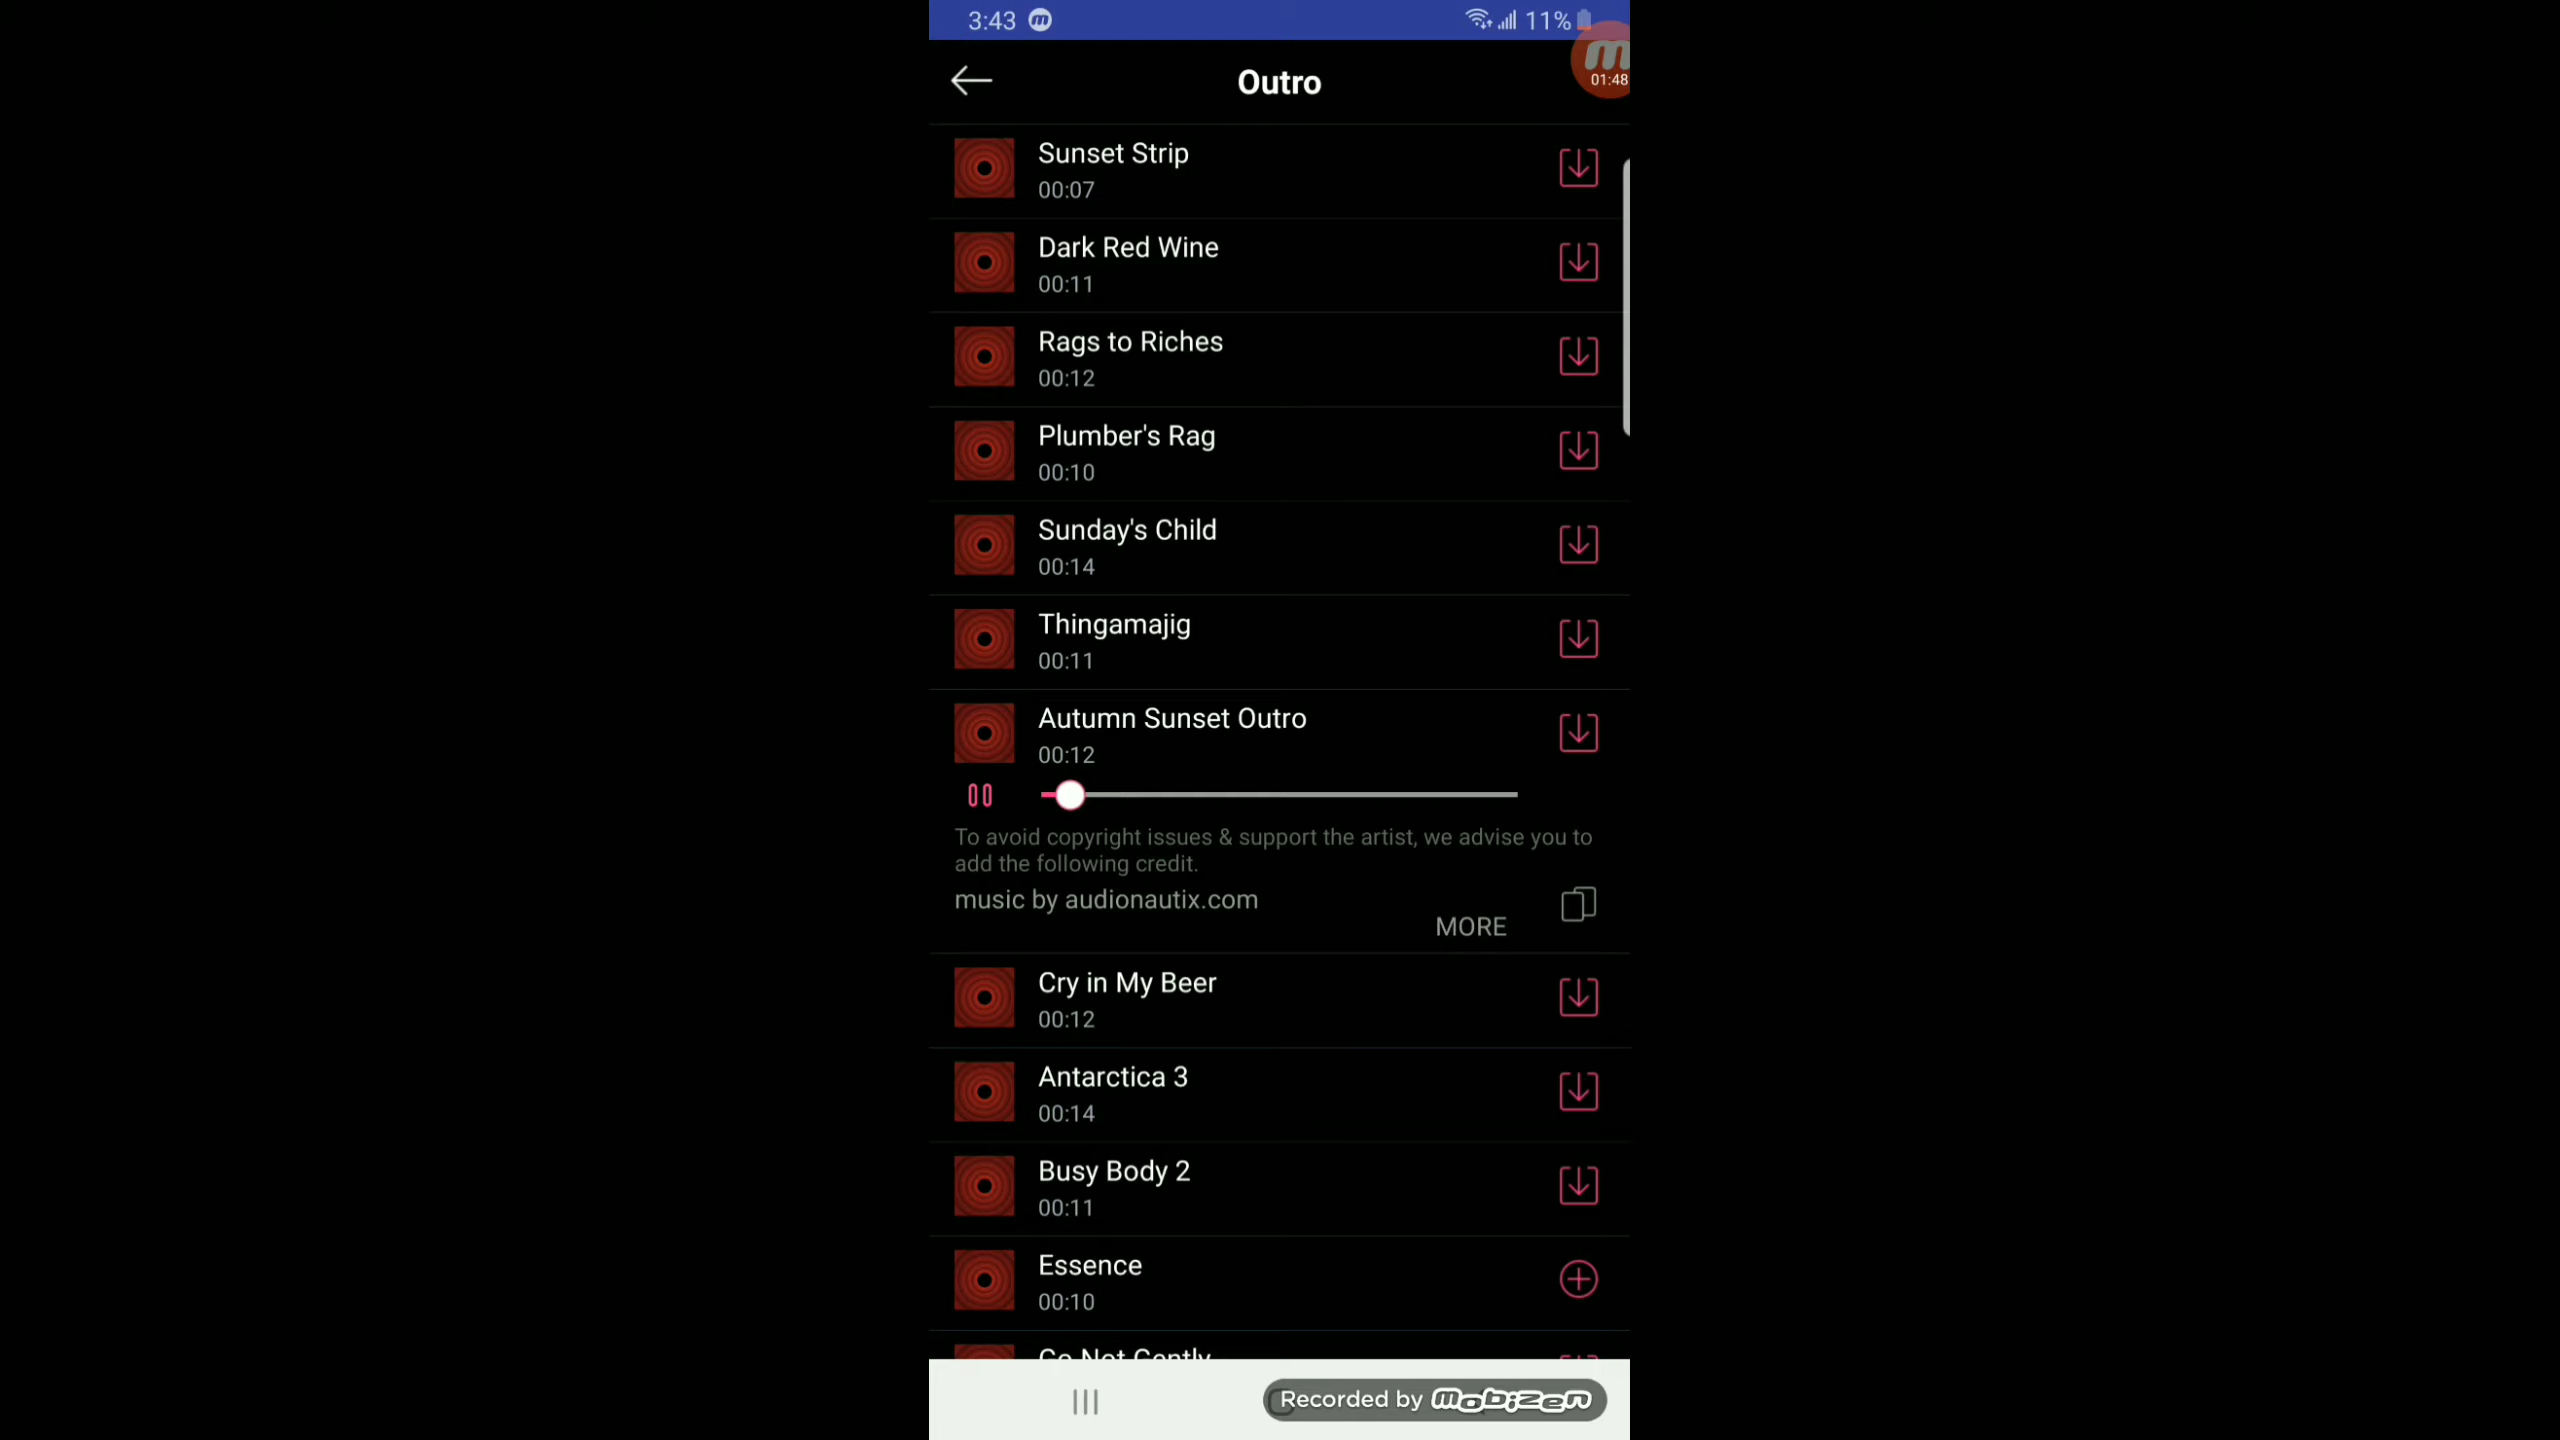 3:43
11%
01:48
Outro
Sunset Strip
00:07
Dark Red Wine
00:11
Rags to Riches
00:12
Plumber's Rag
00:10
Sunday's Child
00:14
Thingamajig
00:11
Autumn Sunset Outro
00:12
To avoid copyright issues & support the artist, we advise you to
add the following credit.
music by audionautix.com
MORE
Cry in My Beer
00:12
Antarctica 3
00:14
Busy Body 2
00:11
Essence
00:10
Go Not Gently
Recorded by mobizen